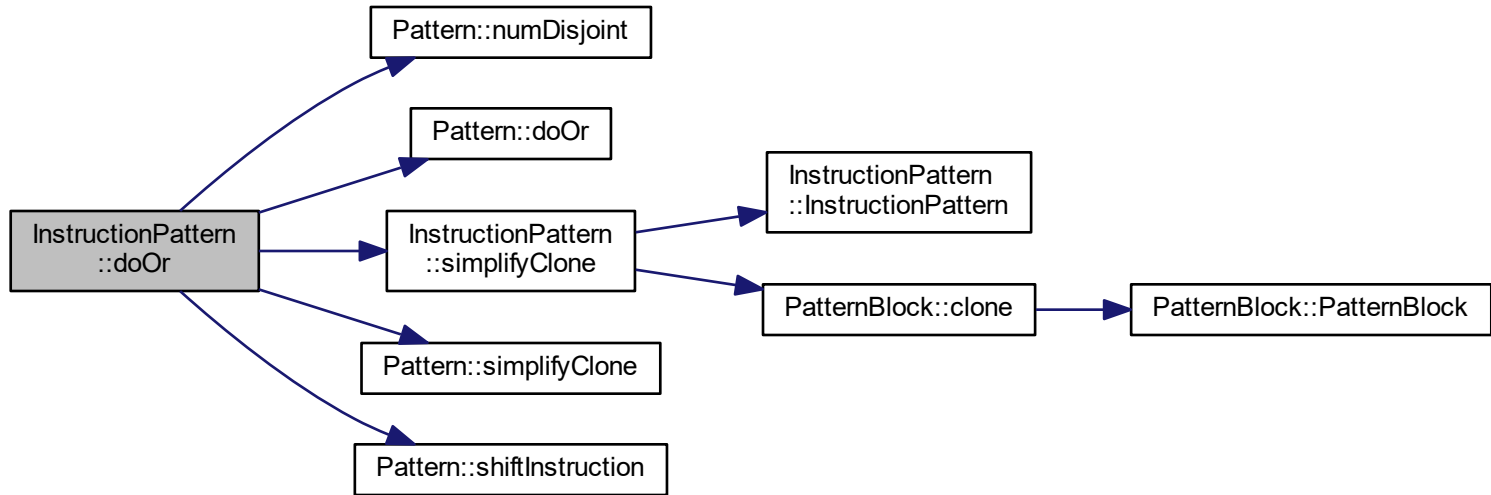 Pattern::numDisjoint
Pattern::doOr
InstructionPattern
::InstructionPattern
InstructionPattern
::doOr
InstructionPattern
::simplifyClone
PatternBlock::clone
PatternBlock::PatternBlock
Pattern::simplifyClone
Pattern::shiftInstruction